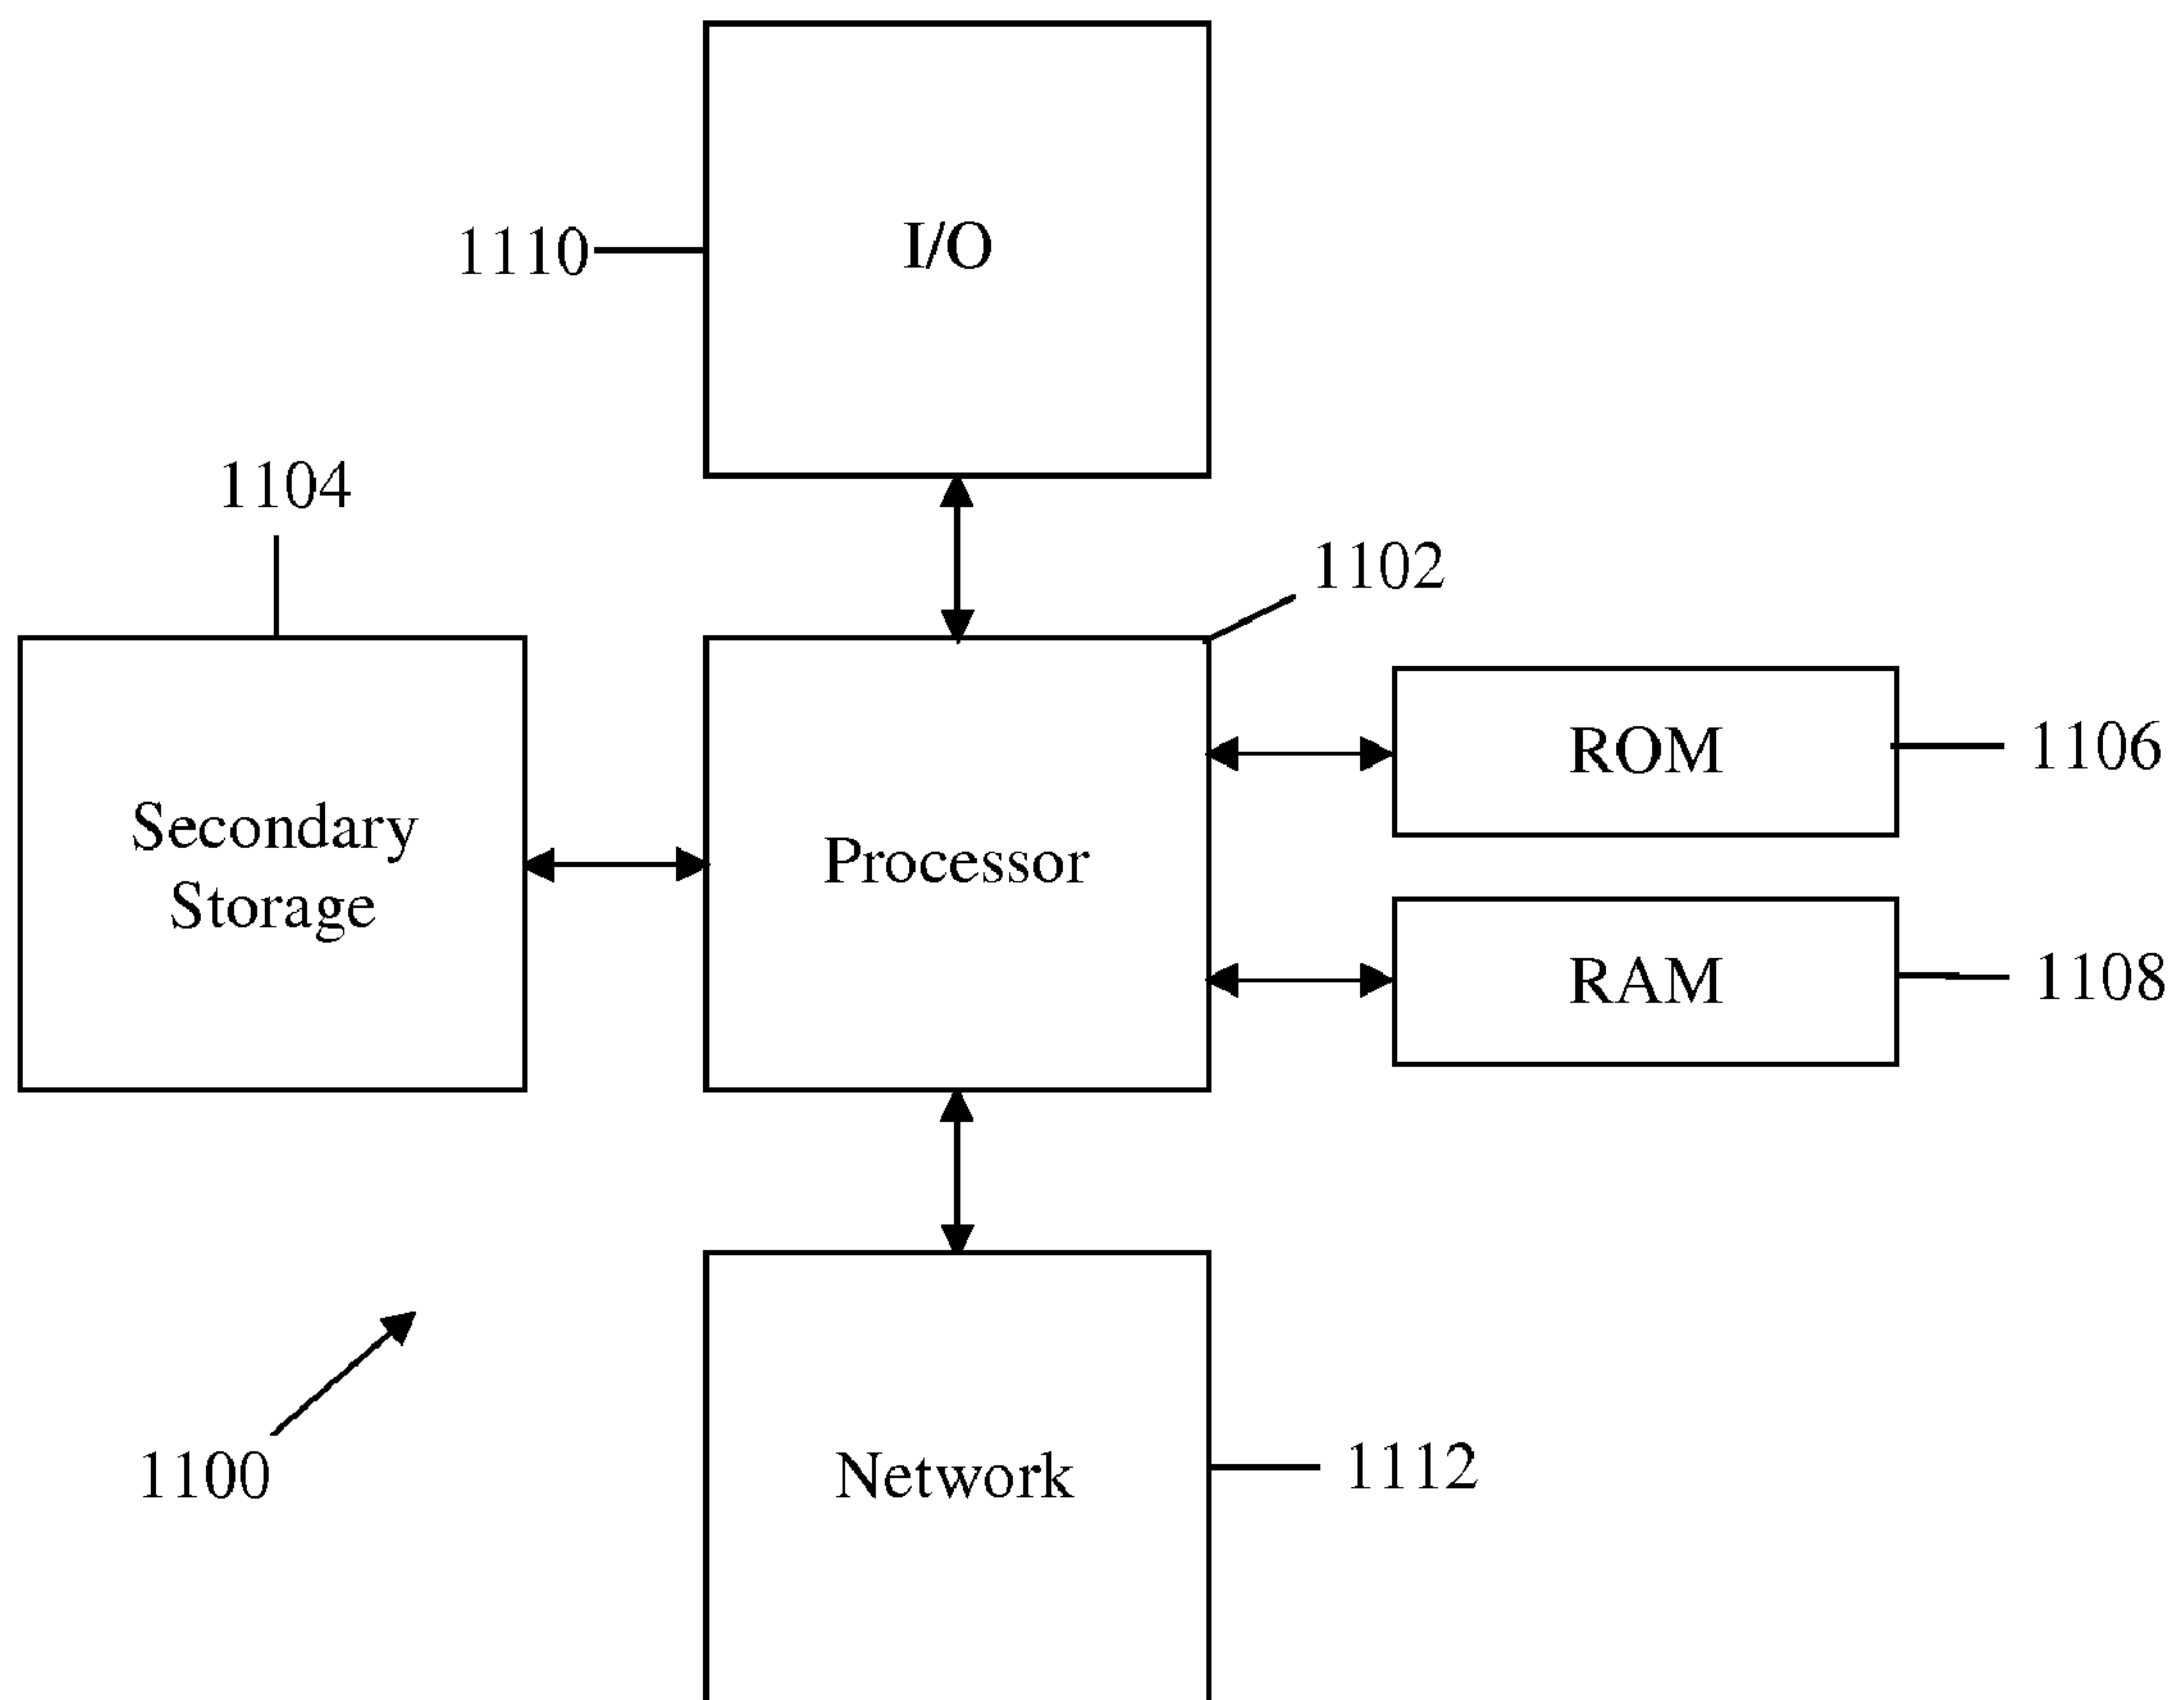 I/O
1110
1104
1102
ROM
1106
Secondary
Storage
Processor
RAM
1108
1100
Network
1112